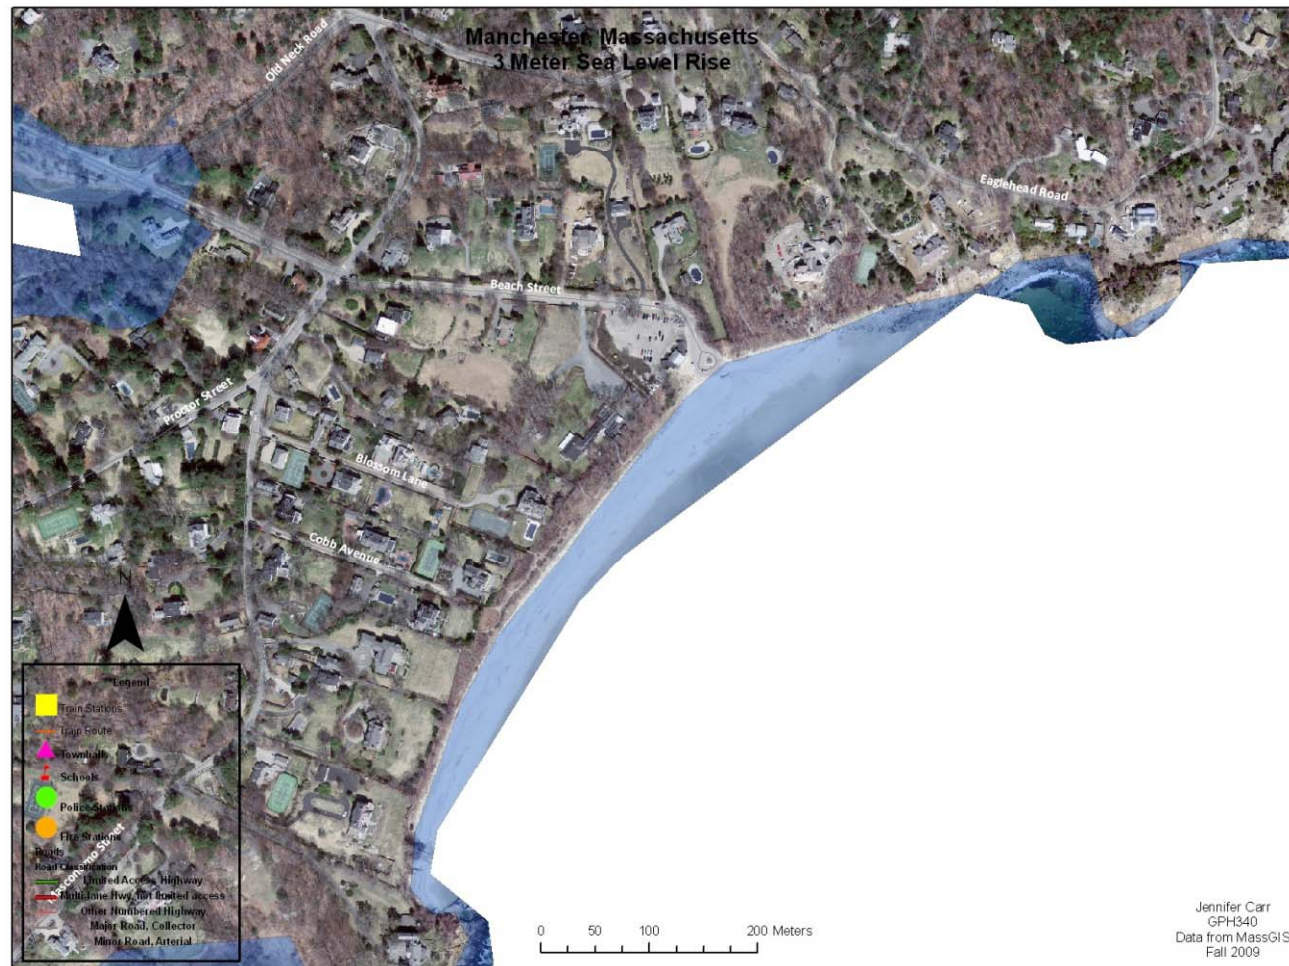 Manchester, Massachusetts
3 Meter Sea Level Rise
Old Neck Road
Eaglehead Road
Beach Street
Proctor Street
Blossom Lane
Cobb Avenue
N
Legend
Train Stations
Train Route
Townhalls
Schools
Police Stations
Fire Stations
Roads
Road Classification
Limited Access Highway
Multi-lane Hwy, not limited access
Other Numbered Highway
Major Road, Collector
Minor Road, Arterial
Street
0 50 100 200 Meters
Jennifer Carr
GPH340
Data from MassGIS
Fall 2009